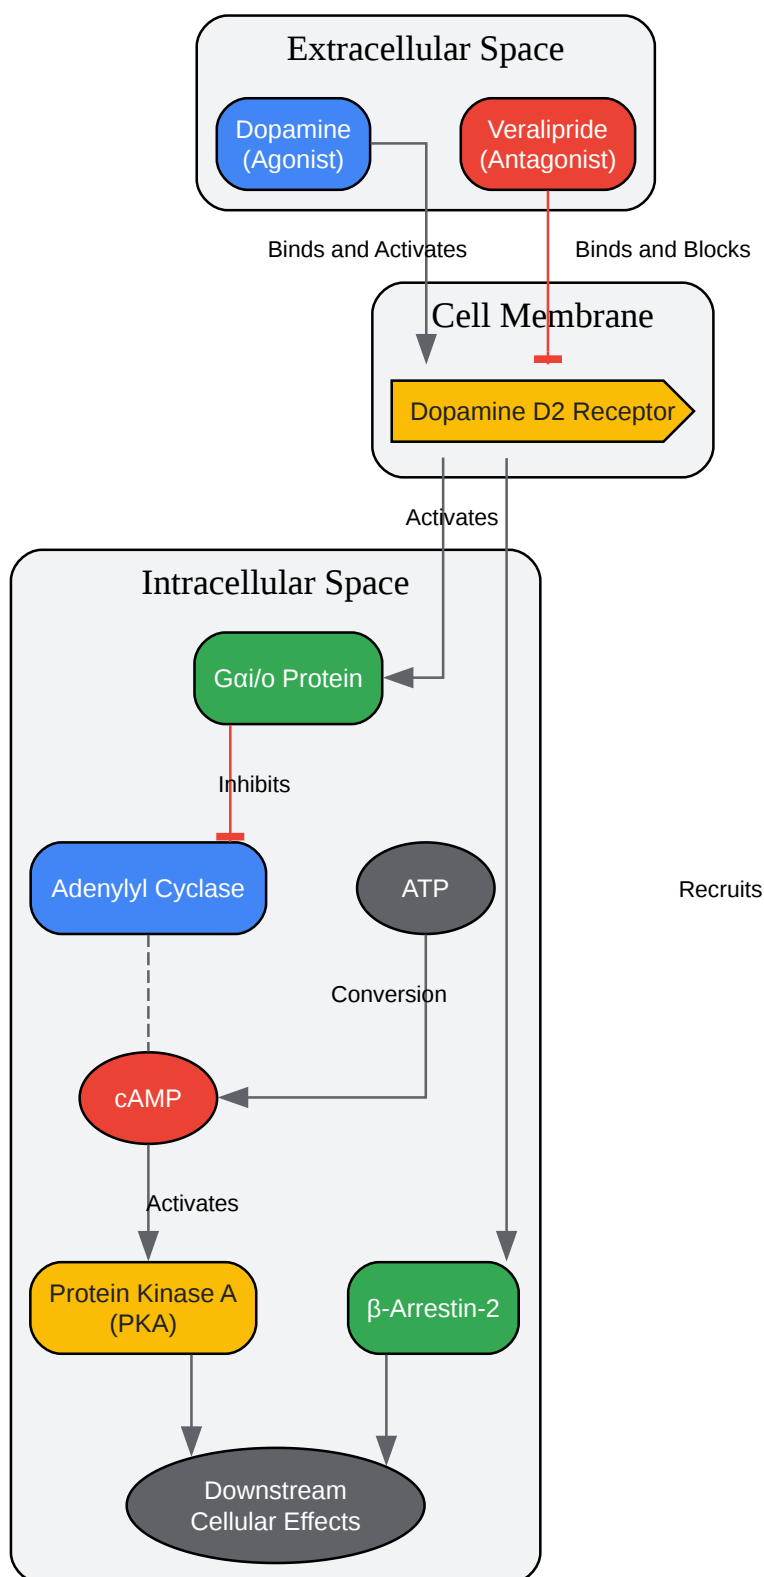 Extracellular Space
Dopamine
(Agonist)
Veralipride
(Antagonist)
Binds and Activates
Binds and Blocks
Cell Membrane
Dopamine D2 Receptor
Activates
Intracellular Space
Gαi/o Protein
Inhibits
Adenylyl Cyclase
ATP
Recruits
Conversion
cAMP
Activates
Protein Kinase A
(PKA)
β-Arrestin-2
Downstream
Cellular Effects